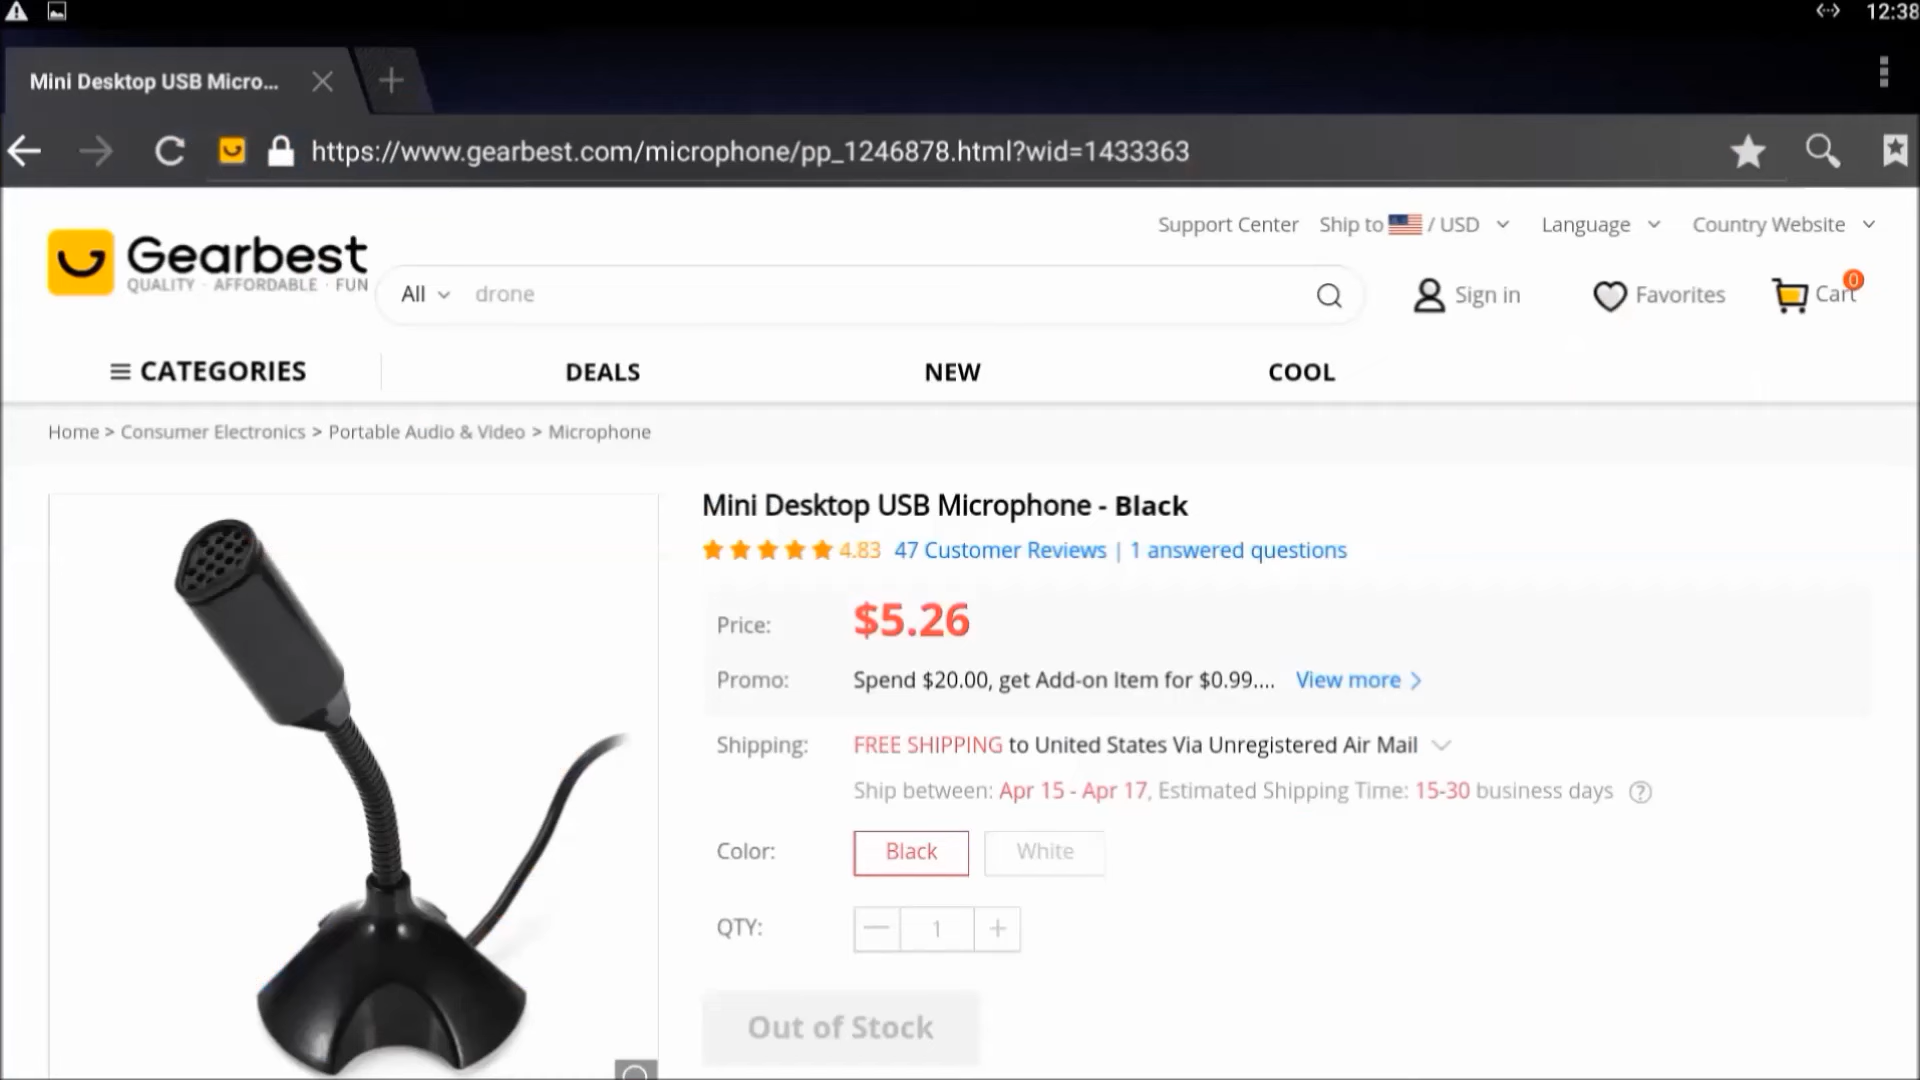 12:38
Mini Desktop USB Micro...
https://www.gearbest.com/microphone/pp_1246878.html?wid=1433363
Support Center Ship to / USD Language Country Website
Gearbest
QUALITY · AFFORDABLE · FUN
All drone
Sign in Favorites Cart 0
CATEGORIES DEALS NEW COOL
Home > Consumer Electronics > Portable Audio & Video > Microphone
Mini Desktop USB Microphone - Black
4.83 47 Customer Reviews | 1 answered questions
Price: $5.26
Promo: Spend $20.00, get Add-on Item for $0.99.... View more >
Shipping: FREE SHIPPING to United States Via Unregistered Air Mail
Ship between: Apr 15 - Apr 17, Estimated Shipping Time: 15-30 business days ?
Color: Black White
QTY: — 1 +
Out of Stock